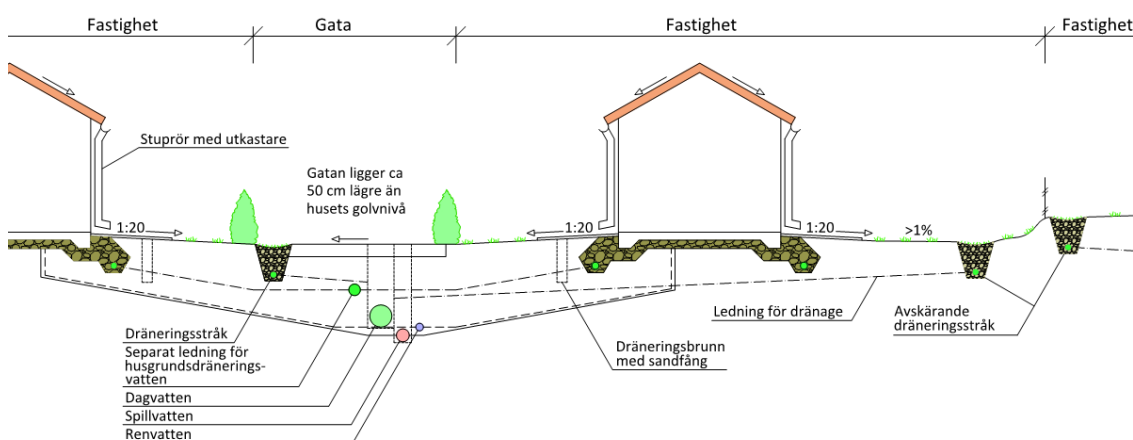 Fastighet
Gata
Fastighet
Fastighet
Stuprör med utkastare
Gatan ligger ca
50 cm lägre än
husets golvnivå
1:20
1:20
1:20
>1%
Dräneringsstråk
Separat ledning för
husgrundsdränerings-
vatten
Dagvatten
Spillvatten
Renvatten
Dräneringsbrunn
med sandfång
Ledning för dränage
Avskärande
dräneringsstråk